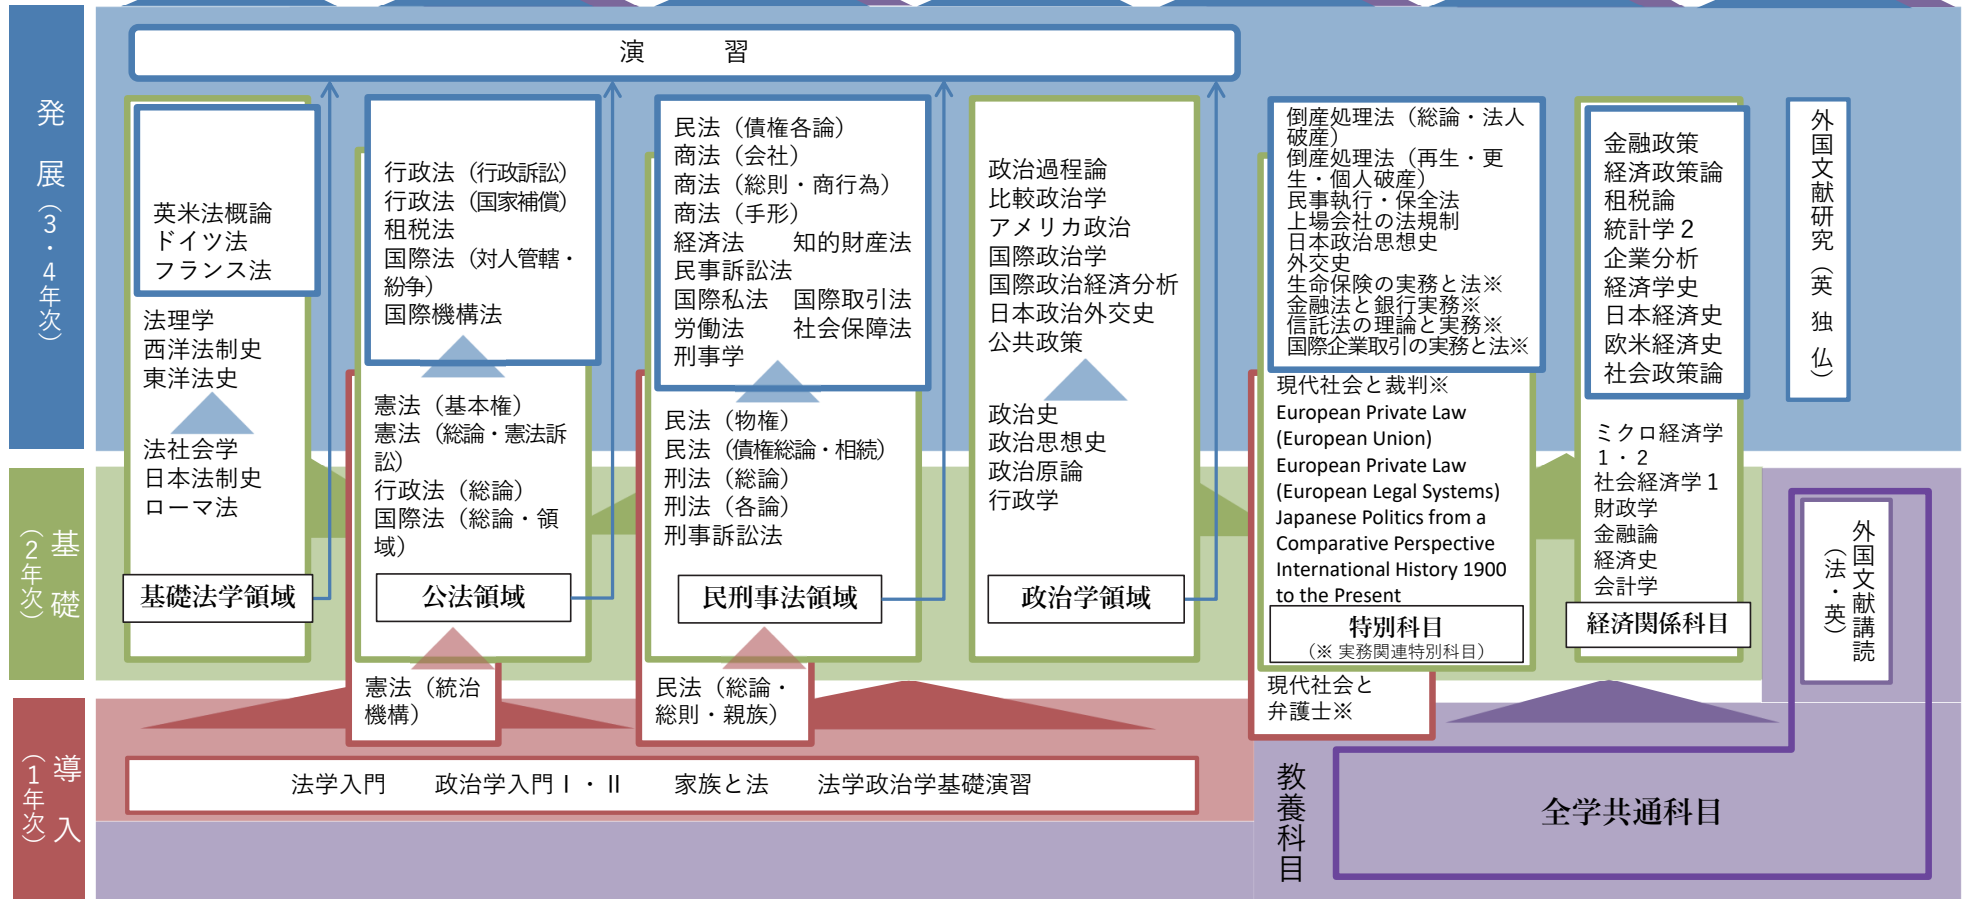 発展(3・4年次)
演　習
英米法概論
ドイツ法
フランス法
法理学
西洋法制史
東洋法史
法社会学
日本法制史
ローマ法
基礎法学領域
行政法（行政訴訟）
行政法（国家補償）
租税法
国際法（対人管轄・
紛争）
国際機構法
憲法（基本権）
憲法（総論・憲法訴
訟）
行政法（総論）
国際法（総論・領
域）
公法領域
憲法（統治
機構）
民法（債権各論）
商法（会社）
商法（総則・商行為）
商法（手形）
経済法　知的財産法
民事訴訟法
国際私法　国際取引法
労働法　社会保障法
刑事学
民法（物権）
民法（債権総論・相続）
刑法（総論）
刑法（各論）
刑事訴訟法
民刑事法領域
民法（総論・
総則・親族）
政治過程論
比較政治学
アメリカ政治
国際政治学
国際政治経済分析
日本政治外交史
公共政策
政治史
政治思想史
政治原論
行政学
政治学領域
倒産処理法（総論・法人
破産）
倒産処理法（再生・更
生・個人破産）
民事執行・保全法
上場会社の法規制
日本政治思想史
外交史
生命保険の実務と法※
金融法と銀行実務※
信託法の理論と実務※
国際企業取引の実務と法※
現代社会と裁判※
European Private Law
(European Union)
European Private Law
(European Legal Systems)
Japanese Politics from a
Comparative Perspective
International History 1900
to the Present
特別科目
（※ 実務関連特別科目）
現代社会と
弁護士※
金融政策
経済政策論
租税論
統計学２
企業分析
経済学史
日本経済史
欧米経済史
社会政策論
ミクロ経済学
１・２
社会経済学１
財政学
金融論
経済史
会計学
経済関係科目
外国文献研究（英　独　仏）
基礎
(2年次)
外国文献講読
（法・英）
導入
(1年次)
法学入門　政治学入門Ⅰ・Ⅱ　家族と法　法学政治学基礎演習
教養科目
全学共通科目